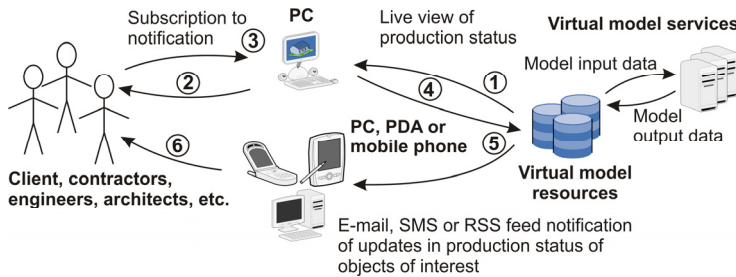 Subscription to
notification
③
PC
Live view of
production status
Virtual model services
Model input data
②
①
④
Model
output data
⑥
PC, PDA or
mobile phone
⑤
Client, contractors,
engineers, architects, etc.
Virtual model
resources
E-mail, SMS or RSS feed notification
of updates in production status of
objects of interest